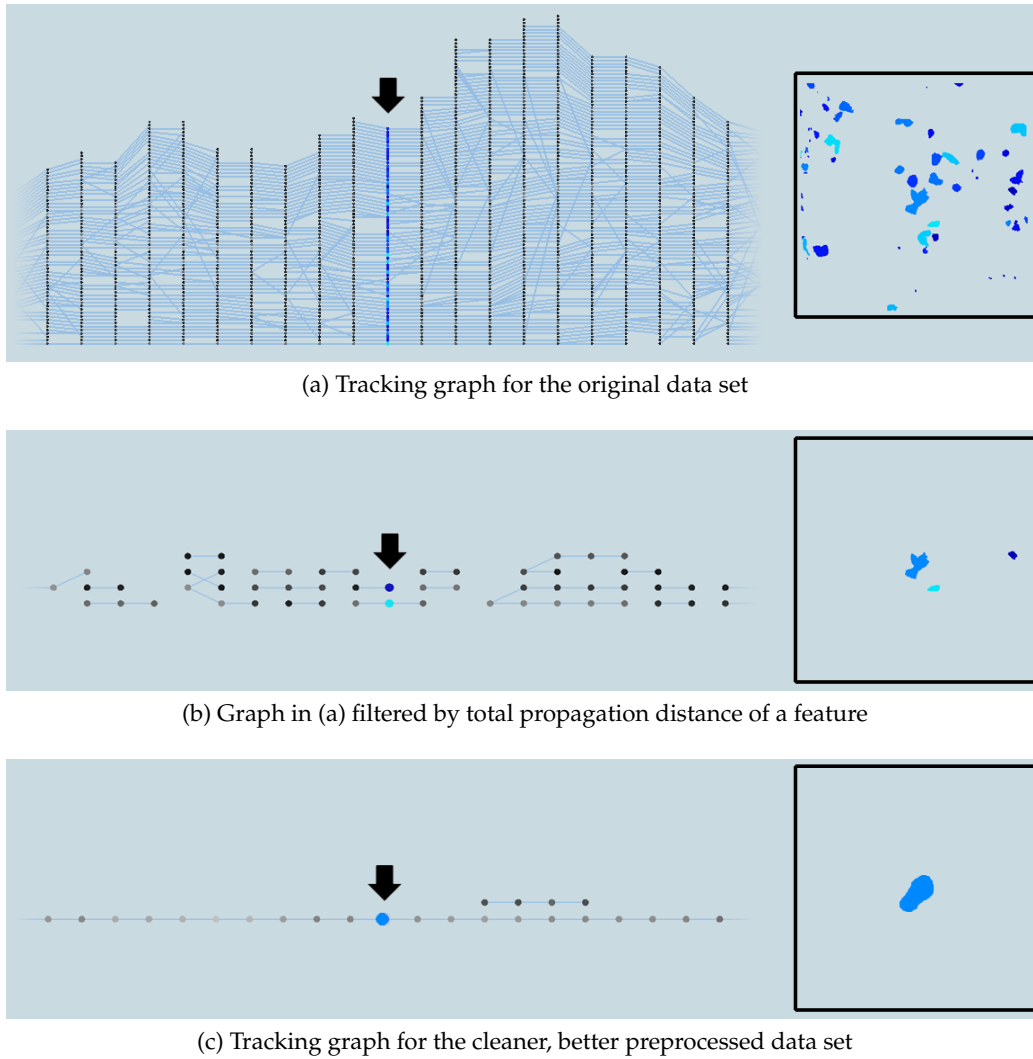 (a) Tracking graph for the original data set
(b) Graph in (a) filtered by total propagation distance of a feature
(c) Tracking graph for the cleaner, better preprocessed data set